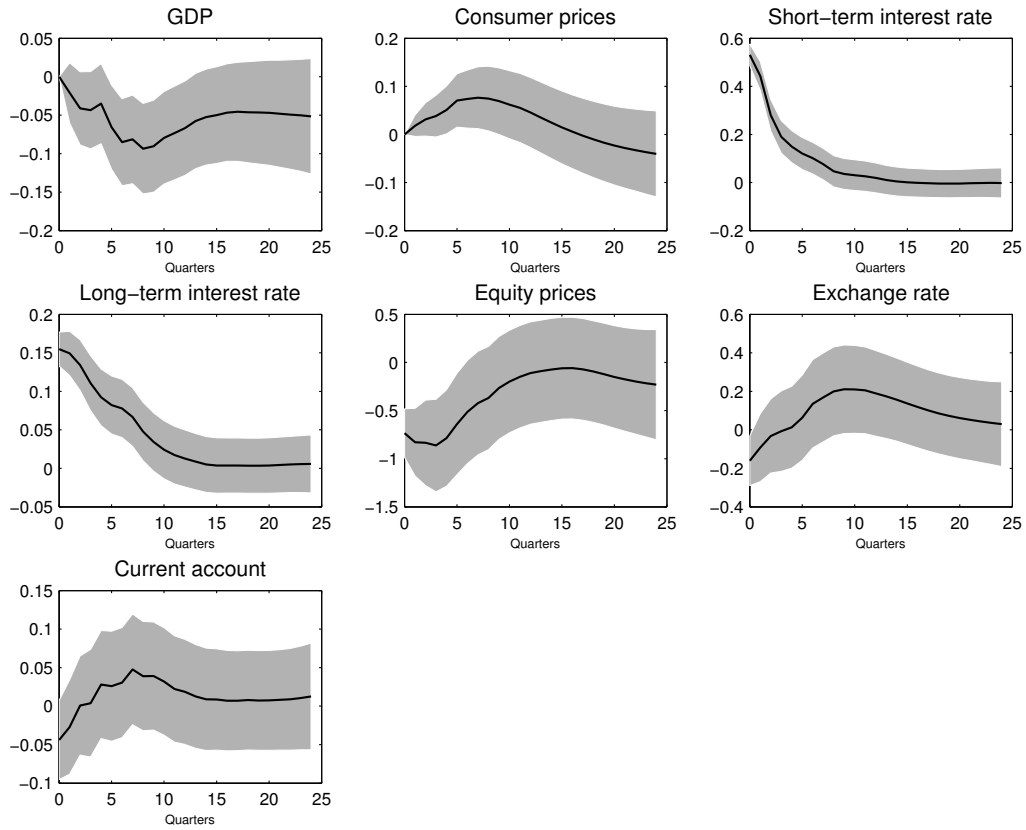 GDP
0.05
0
−0.05
−0.1
−0.15
−0.2
0 5 10 15 20 25
Quarters
Consumer prices
0.2
0.1
0
−0.1
−0.2
0 5 10 15 20 25
Quarters
Short−term interest rate
0.6
0.4
0.2
0
−0.2
0 5 10 15 20 25
Quarters
Long−term interest rate
0.2
0.15
0.1
0.05
0
−0.05
0 5 10 15 20 25
Quarters
Equity prices
0.5
0
−0.5
−1
−1.5
0 5 10 15 20 25
Quarters
Exchange rate
0.6
0.4
0.2
0
−0.2
−0.4
0 5 10 15 20 25
Quarters
Current account
0.15
0.1
0.05
0
−0.05
−0.1
0 5 10 15 20 25
Quarters